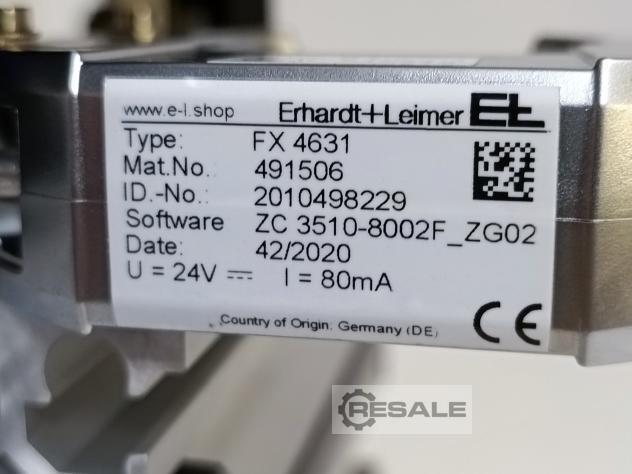 www.e-l.shop Erhardt+Leimer E+L
Type: FX 4631
Mat.No.: 491506
ID.-No.: 2010498229
Software ZC 3510-8002F_ZG02
Date: 42/2020
U = 24V ⎓ I = 80mA
Country of Origin: Germany (DE)
CE
RESALE